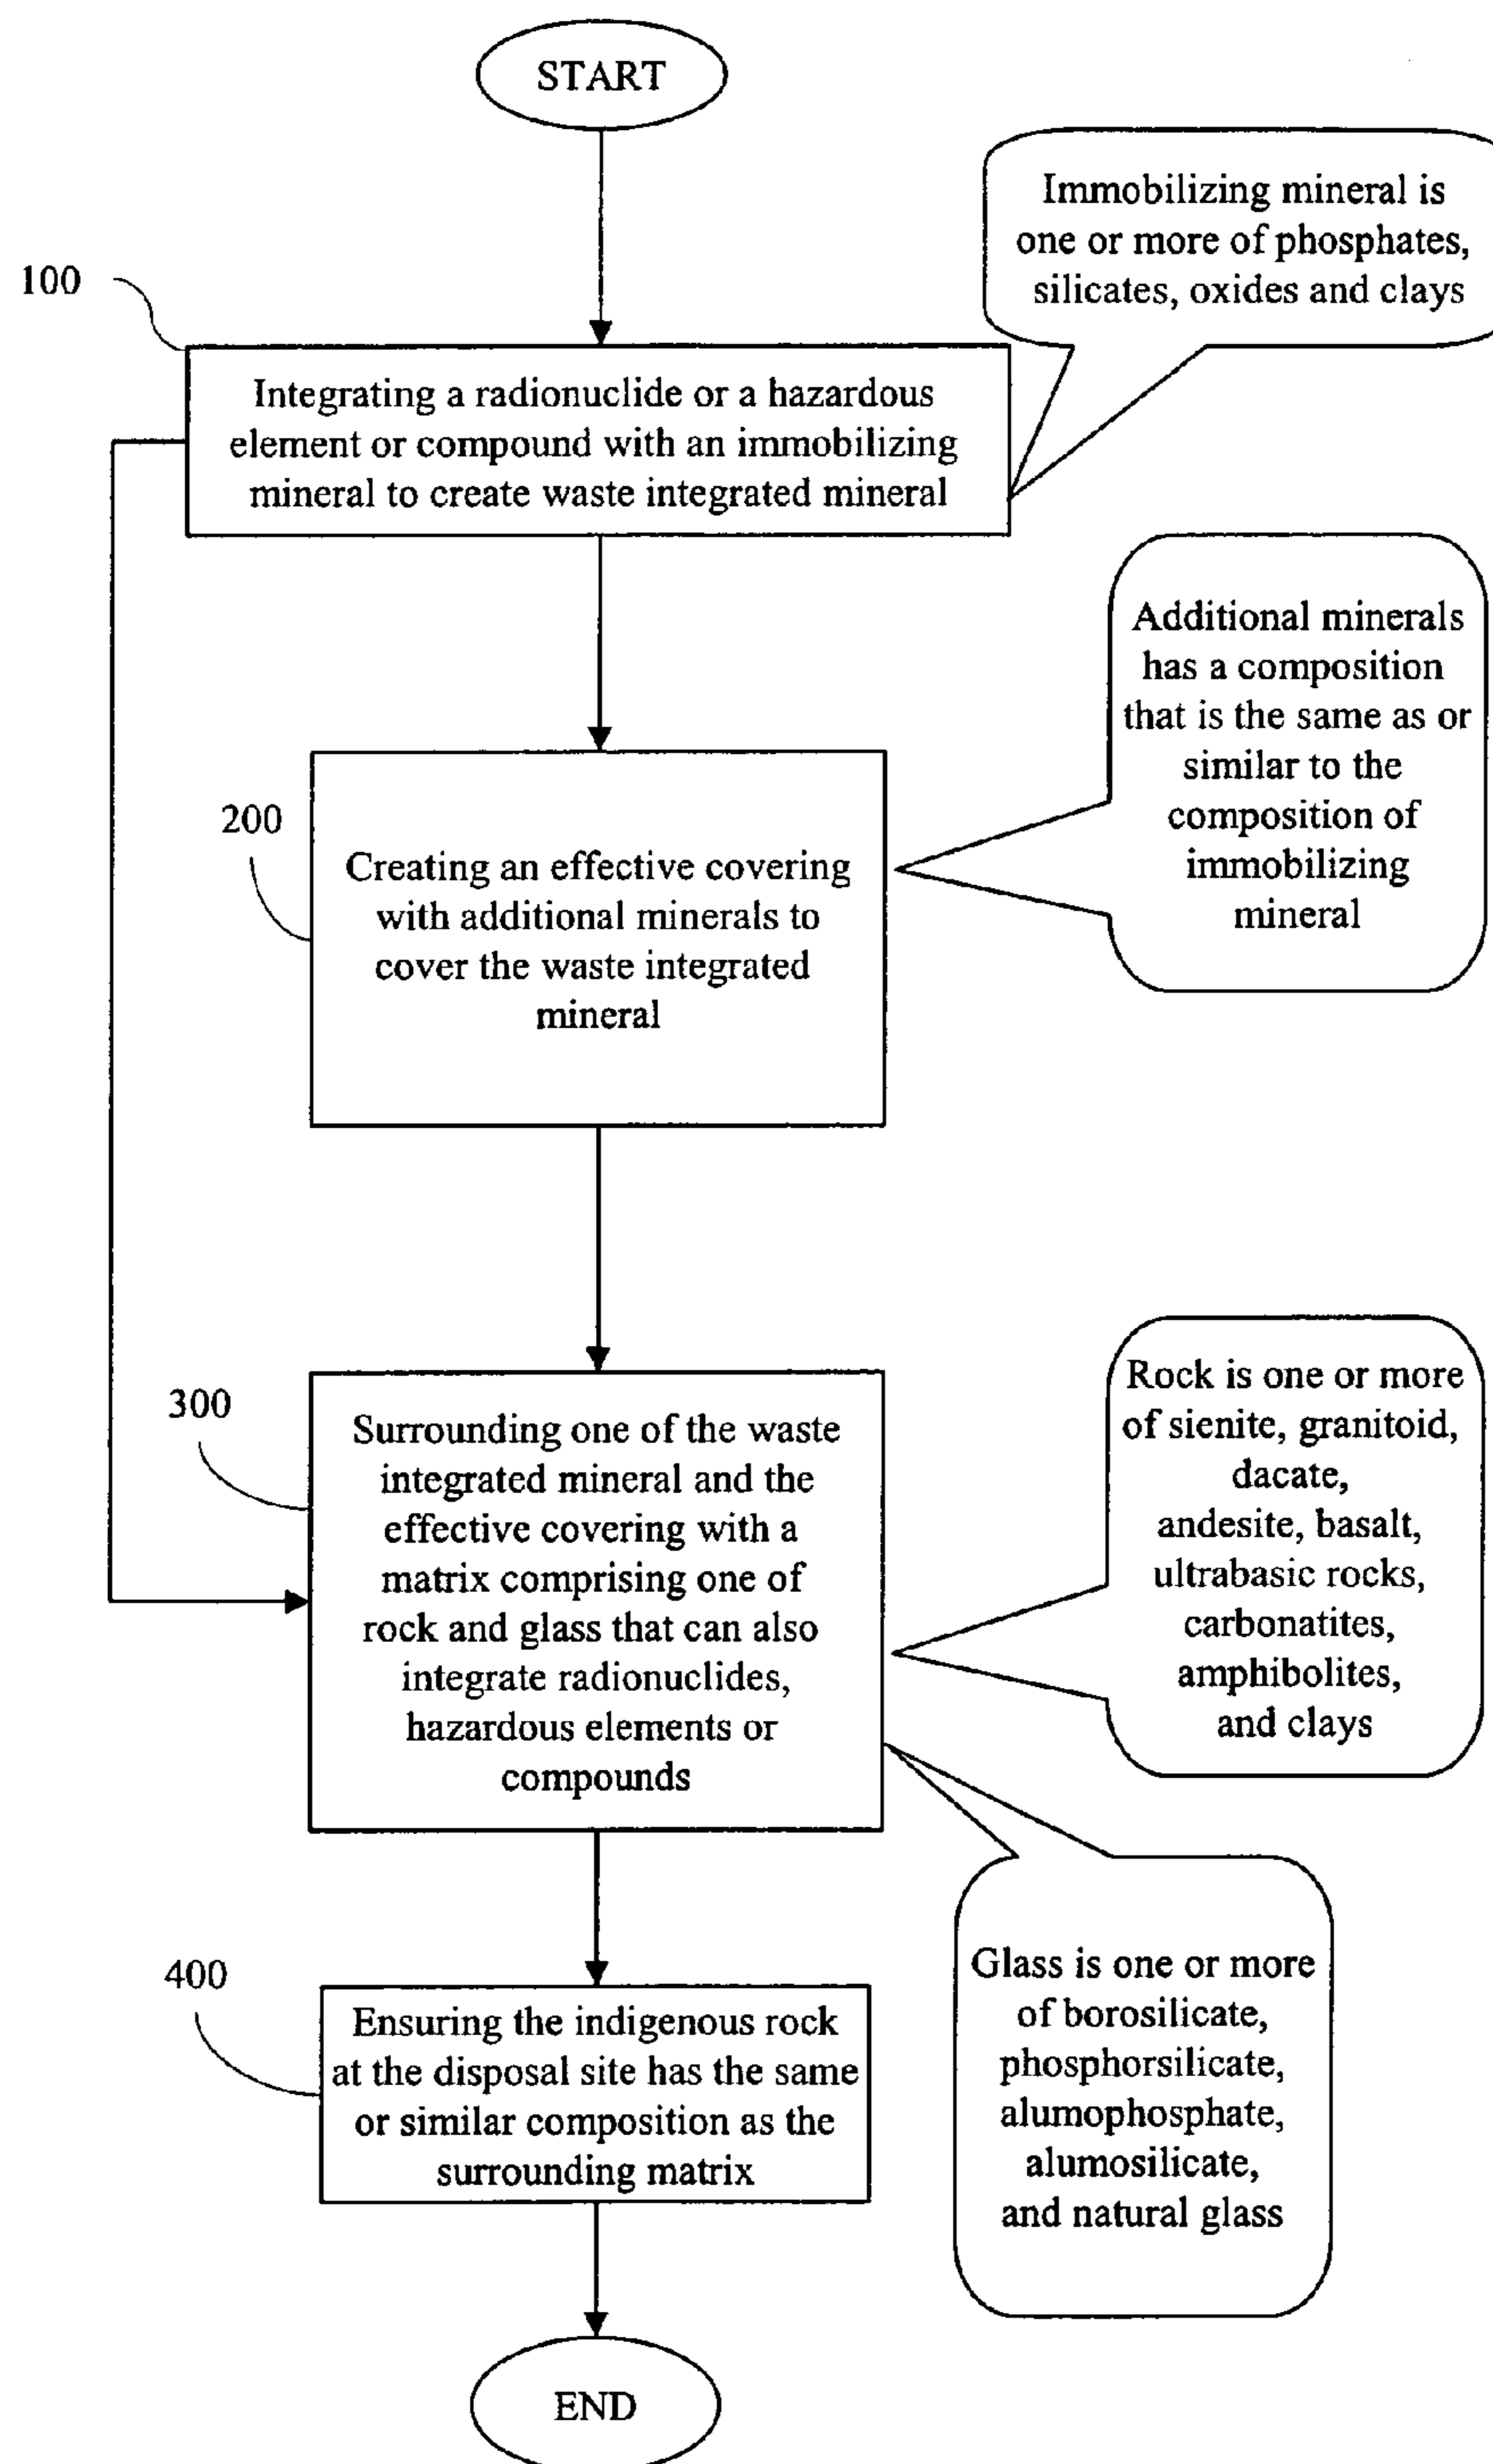 START
Immobilizing mineral is
one or more of phosphates,
silicates, oxides and clays
100
Integrating a radionuclide or a hazardous
element or compound with an immobilizing
mineral to create waste integrated mineral
Additional minerals
has a composition
that is the same as or
similar to the
composition of
immobilizing
mineral
200
Creating an effective covering
with additional minerals to
cover the waste integrated
mineral
300
Surrounding one of the waste
integrated mineral and the
effective covering with a
matrix comprising one of
rock and glass that can also
integrate radionuclides,
hazardous elements or
compounds
Rock is one or more
of sienite, granitoid,
dacate,
andesite, basalt,
ultrabasic rocks,
carbonatites,
amphibolites,
and clays
Glass is one or more
of borosilicate,
phosphorsilicate,
alumophosphate,
alumosilicate,
and natural glass
400
Ensuring the indigenous rock
at the disposal site has the same
or similar composition as the
surrounding matrix
END